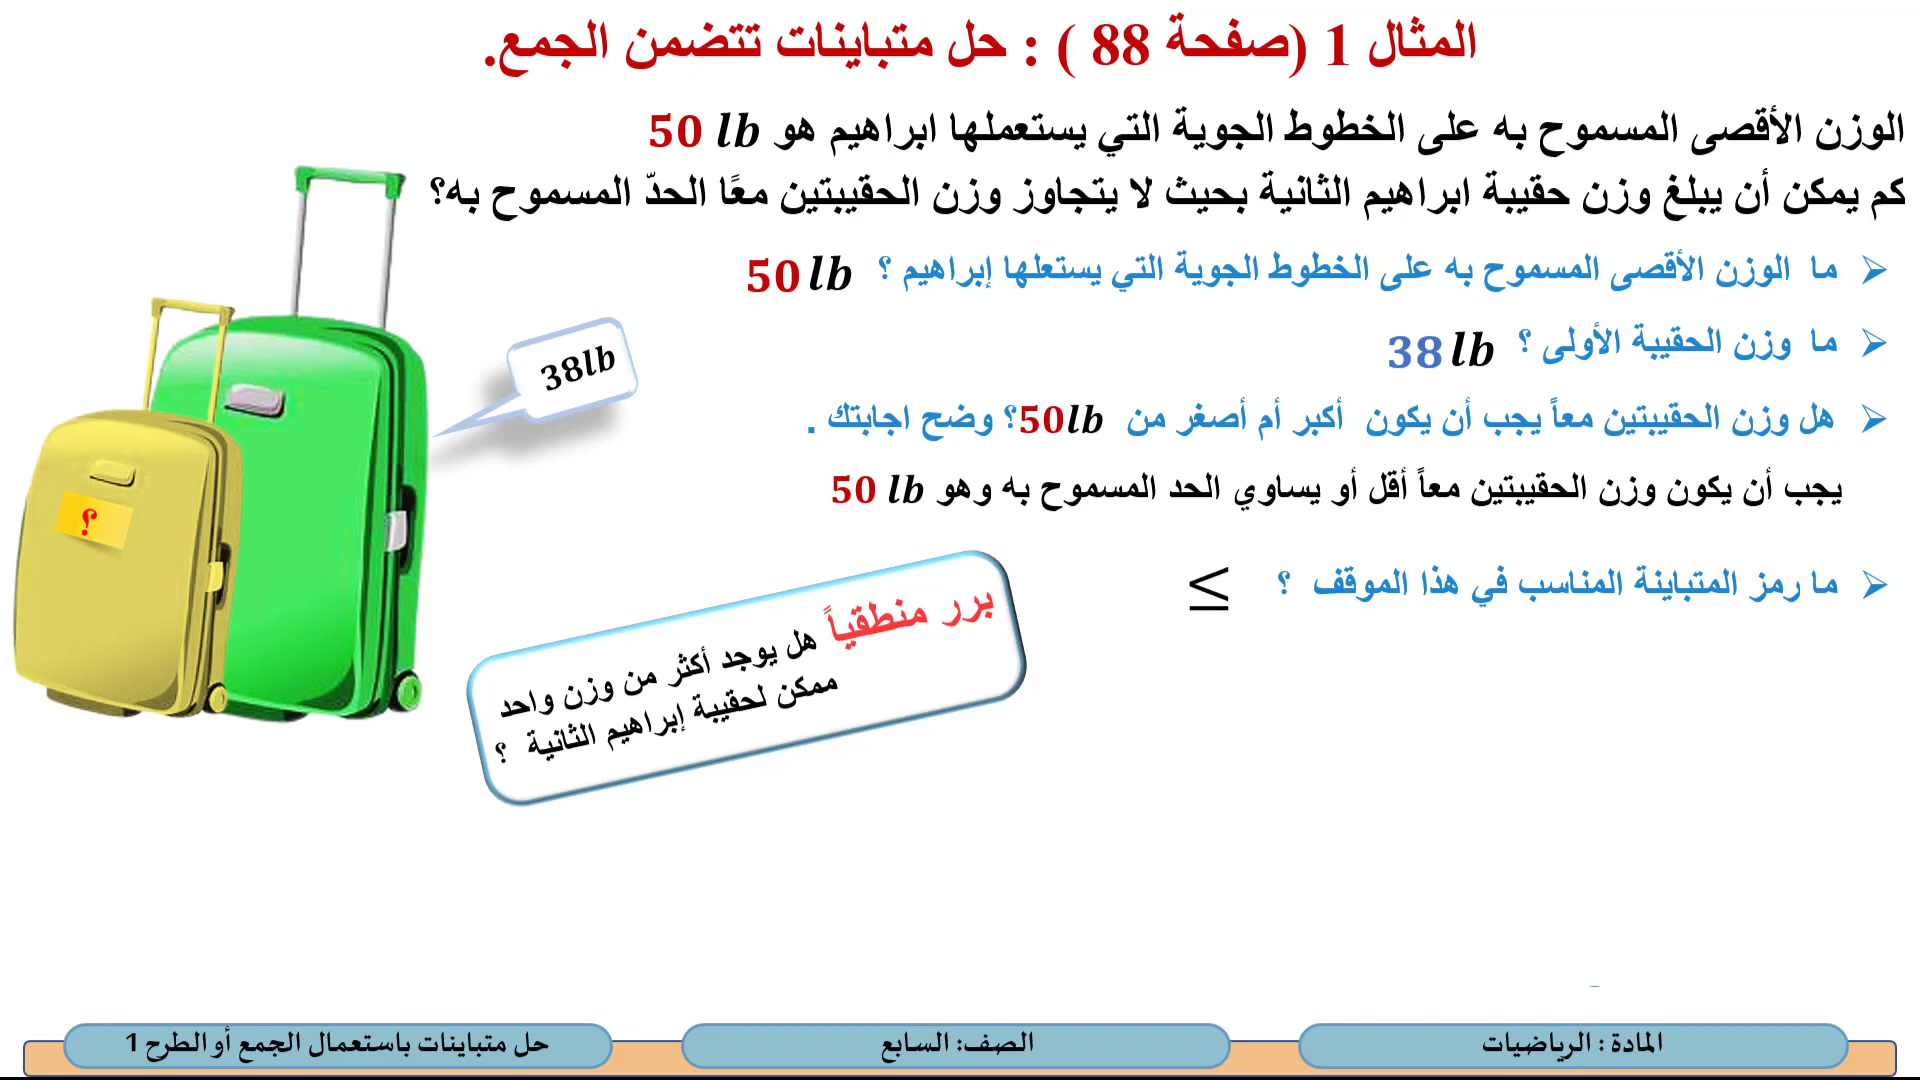 المثال 1 (صفحة 88 ) : حل متباينات تتضمن الجمع.
الوزن الأقصى المسموح به على الخطوط الجوية التي يستعملها ابراهيم هو 50 lb
كم يمكن أن يبلغ وزن حقيبة ابراهيم الثانية بحيث لا يتجاوز وزن الحقيبتين معًا الحدّ المسموح به؟
ما الوزن الأقصى المسموح به على الخطوط الجوية التي يستعلها إبراهيم ؟ 50 lb
38lb
ما وزن الحقيبة الأولى ؟ 38 lb
هل وزن الحقيبتين معاً يجب أن يكون أكبر أم أصغر من 50lb؟ وضح اجابتك .
يجب أن يكون وزن الحقيبتين معاً أقل أو يساوي الحد المسموح به وهو 50 lb
؟
ما رمز المتباينة المناسب في هذا الموقف ؟ ≤
برر منطقياً هل يوجد أكثر من وزن واحد
ممكن لحقيبة إبراهيم الثانية ؟
المادة : الرياضيات
الصف: السابع
حل متباينات باستعمال الجمع أو الطرح 1